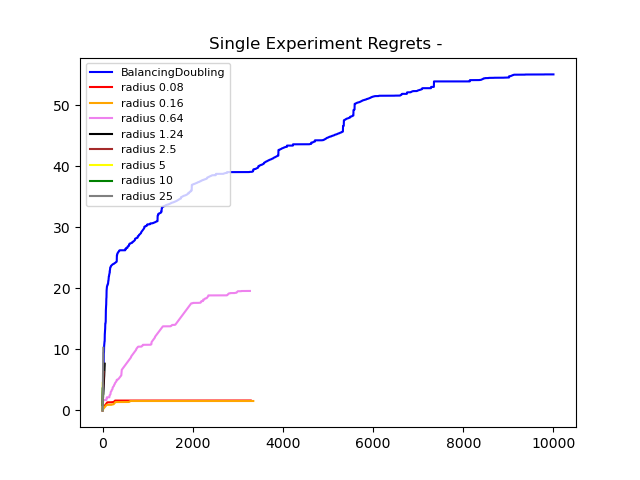 Single Experiment Regrets -
BalancingDoubling
radius 0.08
radius 0.16
radius 0.64
radius 1.24
radius 2.5
radius 5
radius 10
radius 25
50
40
30
20
10
0
0 2000 4000 6000 8000 10000